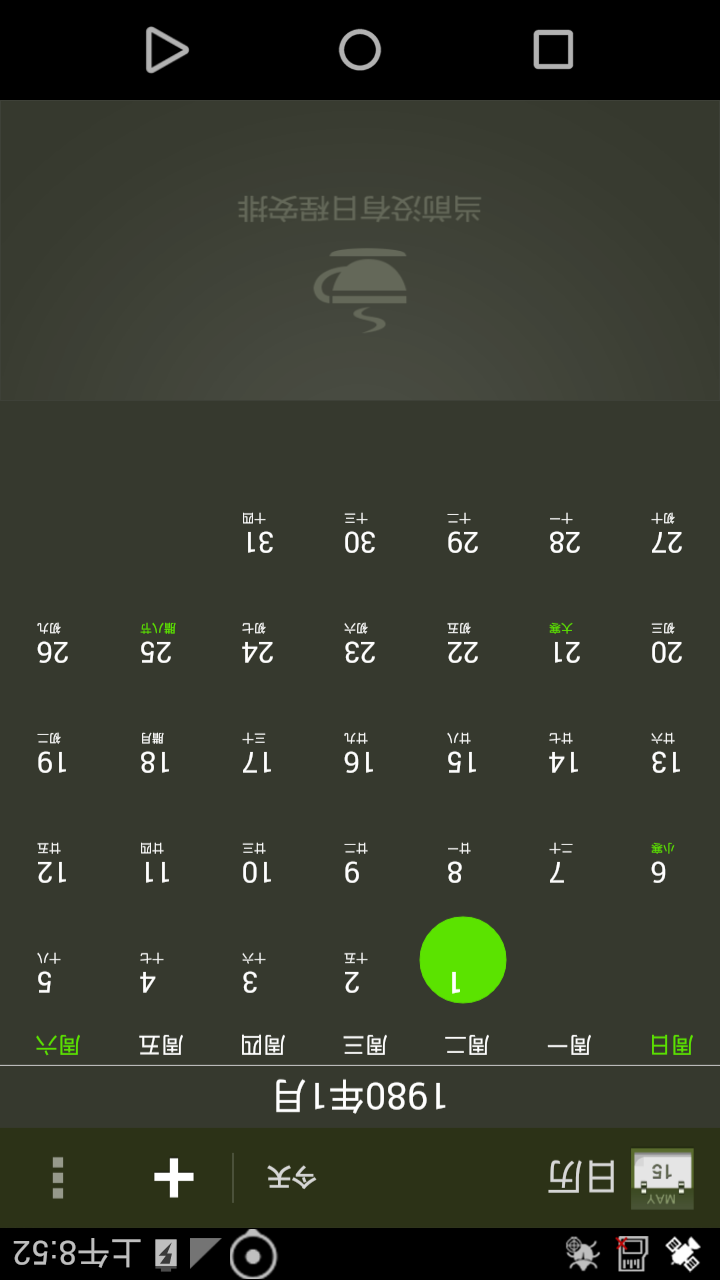 上午8:52
MAY
15
日历 今天
1980年1月
周日 周一 周二 周三 周四 周五 周六
1 2 3 4 5
十五 十六 十七 十八
6 7 8 9 10 11 12
小寒 二十 廿一 廿二 廿三 廿四 廿五
13 14 15 16 17 18 19
廿六 廿七 廿八 廿九 三十 腊月 初二
20 21 22 23 24 25 26
初三 大寒 初五 初六 初七 腊八节 初九
27 28 29 30 31
初十 十一 十二 十三 十四
当前没有日程安排